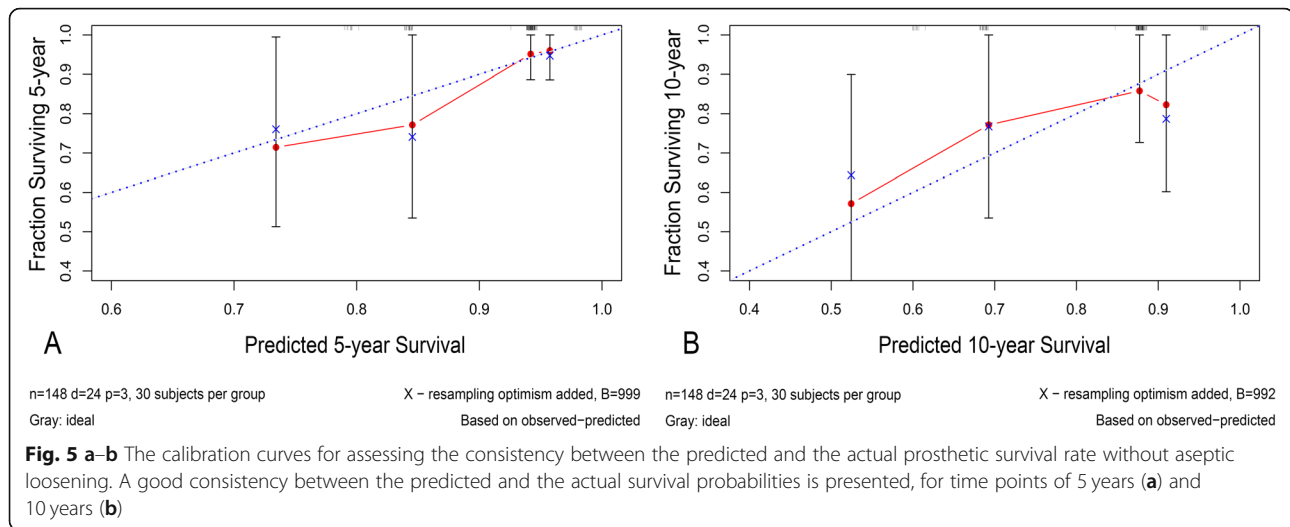 Fraction Surviving 5-year
0.4 0.5 0.6 0.7 0.8 0.9 1.0
0.6 0.7 0.8 0.9 1.0
A
Predicted 5-year Survival
n=148 d=24 p=3, 30 subjects per group
X − resampling optimism added, B=999
Gray: ideal
Based on observed−predicted
Fraction Surviving 10-year
0.4 0.5 0.6 0.7 0.8 0.9 1.0
0.4 0.5 0.6 0.7 0.8 0.9 1.0
B
Predicted 10-year Survival
n=148 d=24 p=3, 30 subjects per group
X − resampling optimism added, B=992
Gray: ideal
Based on observed−predicted
Fig. 5 a–b The calibration curves for assessing the consistency between the predicted and the actual prosthetic survival rate without aseptic
loosening. A good consistency between the predicted and the actual survival probabilities is presented, for time points of 5 years (a) and
10 years (b)